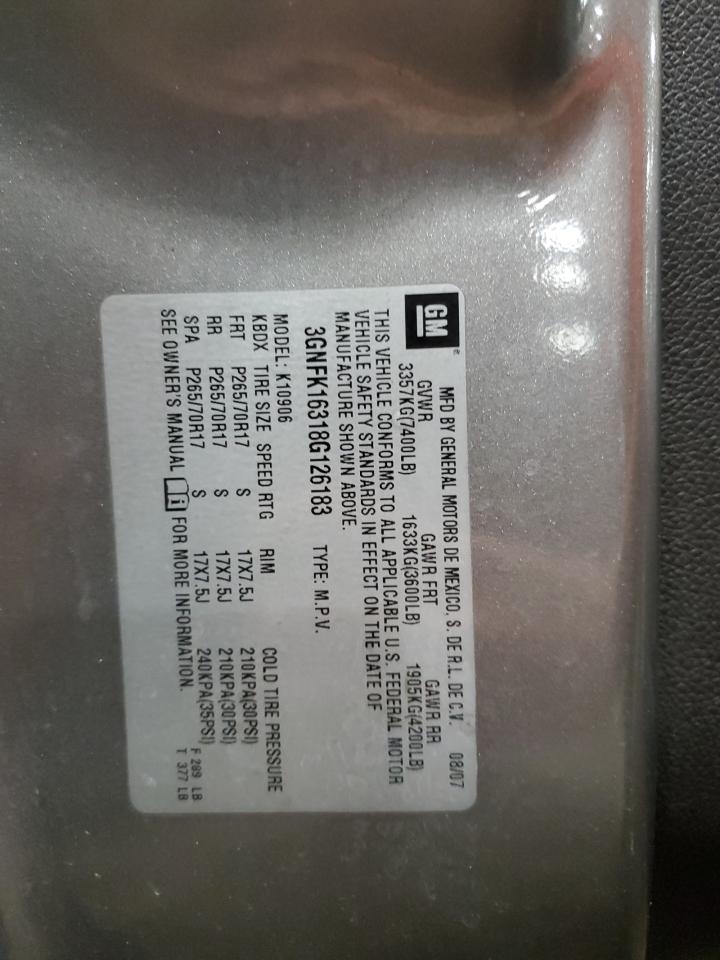 GM
MFD BY GENERAL MOTORS DE MEXICO, S. DE R.L. DE C.V. 08/07
GVWR GAWR FRT GAWR RR
3357KG(7400LB) 1633KG(3600LB) 1905KG(4200LB)
THIS VEHICLE CONFORMS TO ALL APPLICABLE U.S. FEDERAL MOTOR
VEHICLE SAFETY STANDARDS IN EFFECT ON THE DATE OF
MANUFACTURE SHOWN ABOVE.
3GNFK16318G126183 TYPE: M.P.V.
MODEL: K10906
KBDX TIRE SIZE SPEED RTG RIM COLD TIRE PRESSURE
FRT P265/70R17 S 17X7.5J 210KPA(30PSI)
RR P265/70R17 S 17X7.5J 210KPA(30PSI)
SPA P265/70R17 S 17X7.5J 240KPA(35PSI) F 289 LB
SEE OWNER'S MANUAL i FOR MORE INFORMATION. T 377 LB